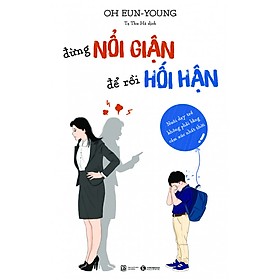 OH EUN-YOUNG
Tạ Thu Hà dịch
đừng NỔI GIẬN
để rồi HỐI HẬN
Nuôi dạy trẻ
không phải bằng
cảm xúc nhất thời